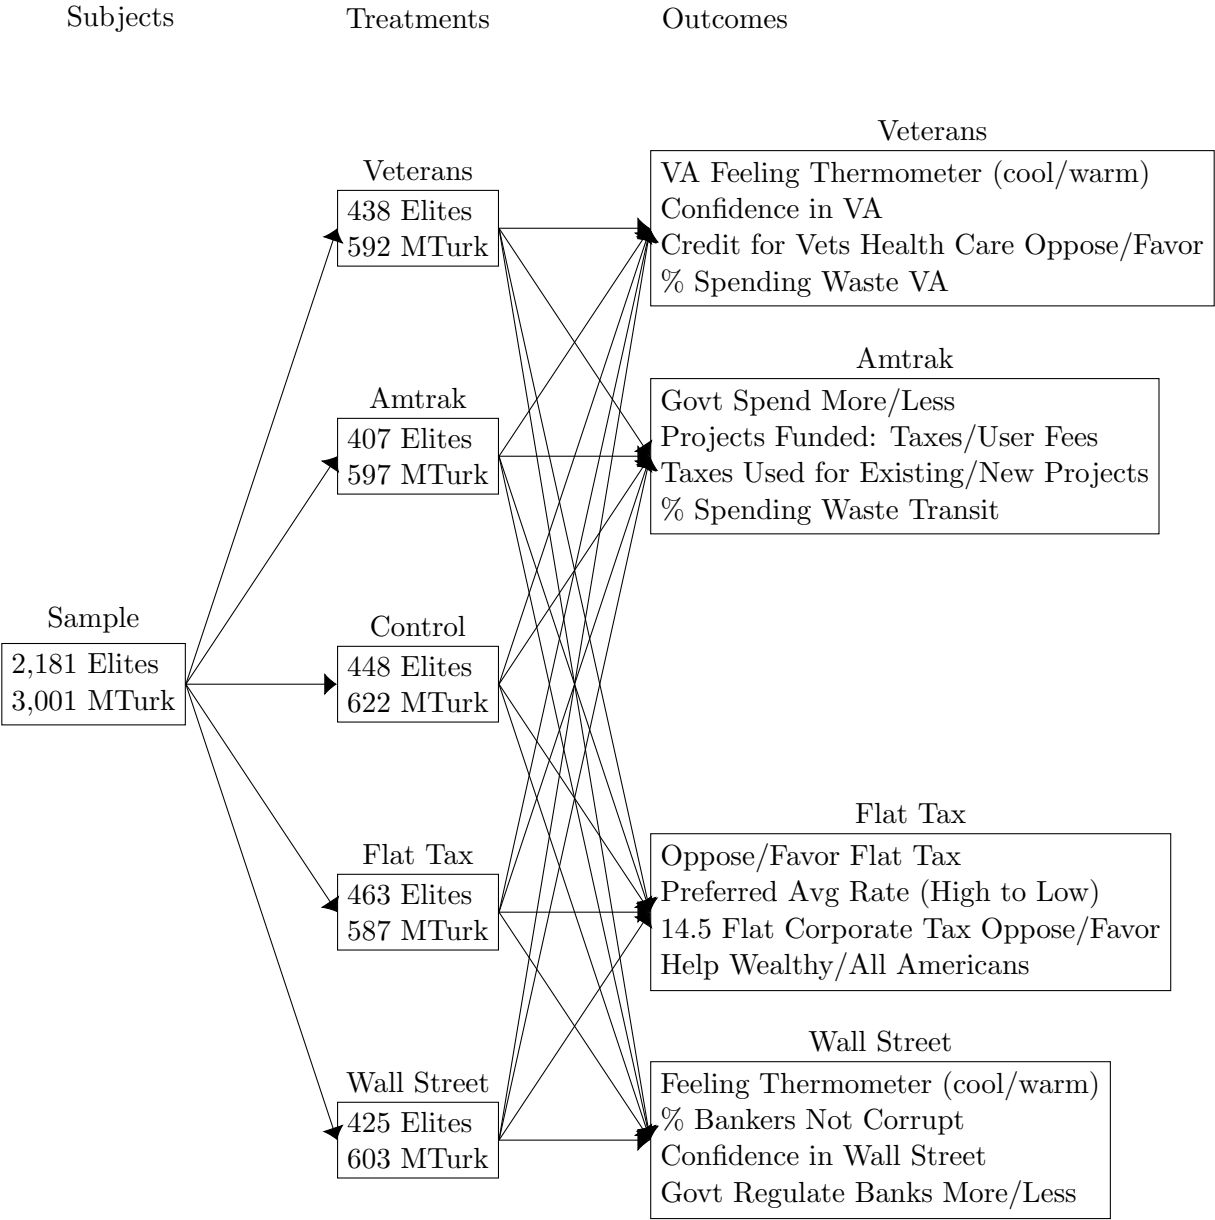 Subjects
Treatments
Outcomes
Sample
2,181 Elites
3,001 MTurk
Veterans
438 Elites
592 MTurk
Amtrak
407 Elites
597 MTurk
Control
448 Elites
622 MTurk
Flat Tax
463 Elites
587 MTurk
Wall Street
425 Elites
603 MTurk
Veterans
VA Feeling Thermometer (cool/warm)
Confidence in VA
Credit for Vets Health Care Oppose/Favor
% Spending Waste VA
Amtrak
Govt Spend More/Less
Projects Funded: Taxes/User Fees
Taxes Used for Existing/New Projects
% Spending Waste Transit
Flat Tax
Oppose/Favor Flat Tax
Preferred Avg Rate (High to Low)
14.5 Flat Corporate Tax Oppose/Favor
Help Wealthy/All Americans
Wall Street
Feeling Thermometer (cool/warm)
% Bankers Not Corrupt
Confidence in Wall Street
Govt Regulate Banks More/Less